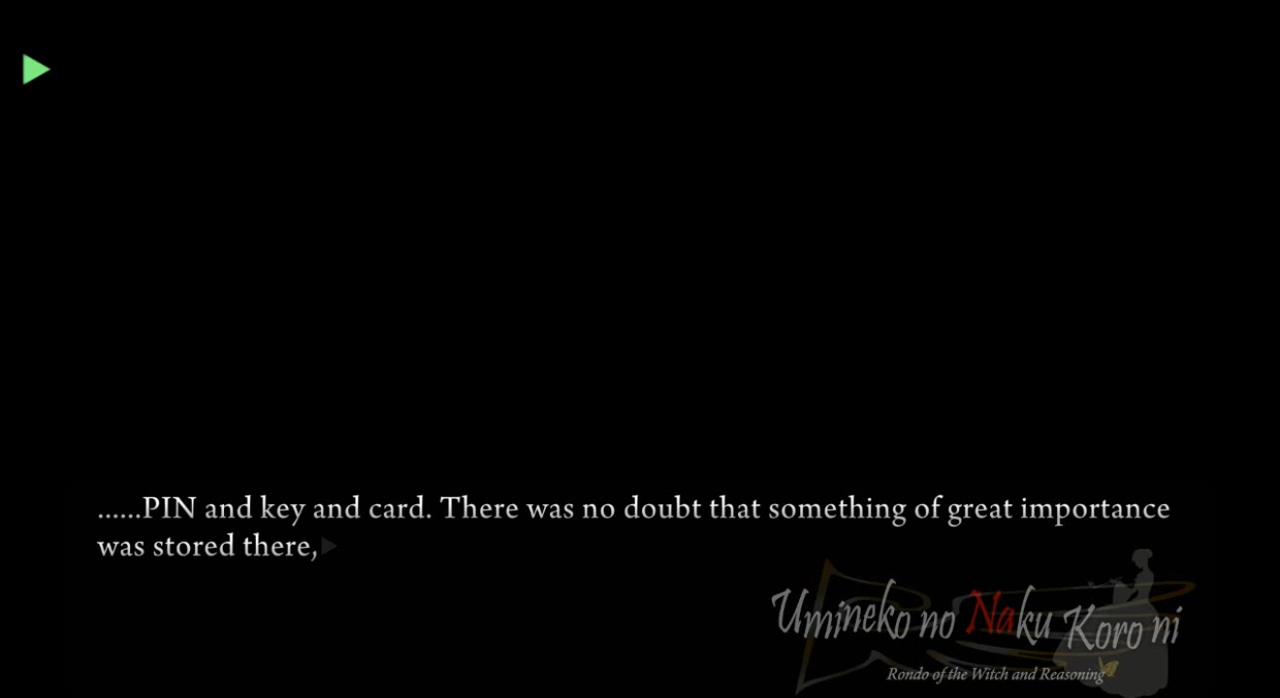 ......PIN and key and card. There was no doubt that something of great importance
was stored there,
Umineko no Naku Koro ni
Rondo of the Witch and Reasoning